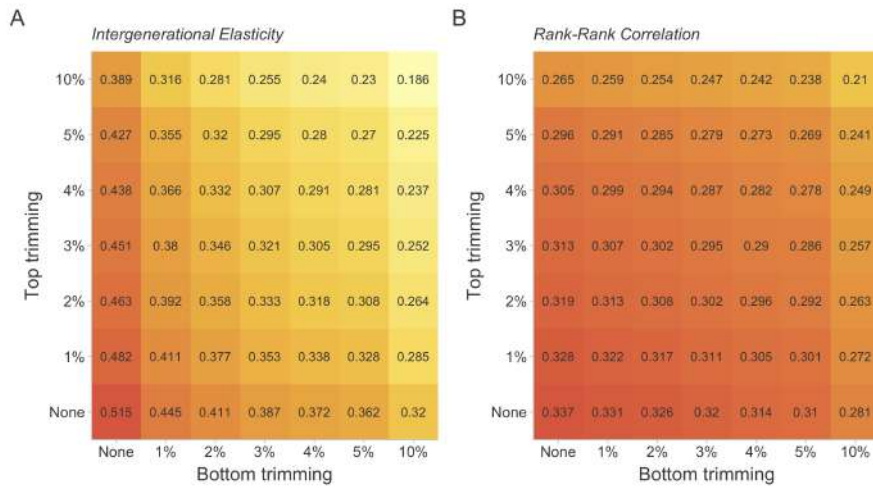 A
Intergenerational Elasticity
Top trimming
10% 0.389 0.316 0.281 0.255 0.24 0.23 0.186
5% 0.427 0.355 0.32 0.295 0.28 0.27 0.225
4% 0.438 0.366 0.332 0.307 0.291 0.281 0.237
3% 0.451 0.38 0.346 0.321 0.305 0.295 0.252
2% 0.463 0.392 0.358 0.333 0.318 0.308 0.264
1% 0.482 0.411 0.377 0.353 0.338 0.328 0.285
None 0.515 0.445 0.411 0.387 0.372 0.362 0.32
None 1% 2% 3% 4% 5% 10%
Bottom trimming
B
Rank-Rank Correlation
Top trimming
10% 0.265 0.259 0.254 0.247 0.242 0.238 0.21
5% 0.296 0.291 0.285 0.279 0.273 0.269 0.241
4% 0.305 0.299 0.294 0.287 0.282 0.278 0.249
3% 0.313 0.307 0.302 0.295 0.29 0.286 0.257
2% 0.319 0.313 0.308 0.302 0.296 0.292 0.263
1% 0.328 0.322 0.317 0.311 0.305 0.301 0.272
None 0.337 0.331 0.326 0.32 0.314 0.31 0.281
None 1% 2% 3% 4% 5% 10%
Bottom trimming